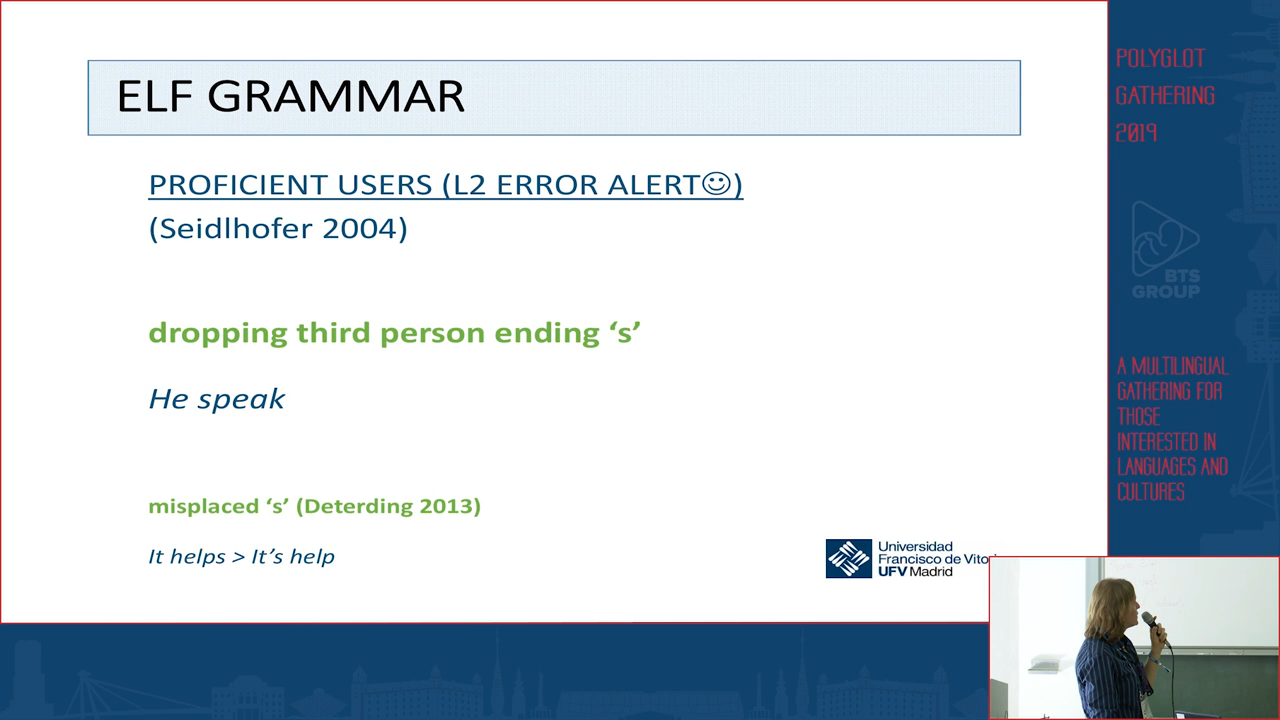 ELF GRAMMAR
PROFICIENT USERS (L2 ERROR ALERT☺)
(Seidlhofer 2004)
dropping third person ending ‘s’
He speak
misplaced ‘s’ (Deterding 2013)
It helps > It’s help
Universidad
Francisco de Vito
UFV Madrid
POLYGLOT
GATHERING
2019
BTS
GROUP
A MULTILINGUAL
GATHERING FOR
THOSE
INTERESTED IN
LANGUAGES AND
CULTURES